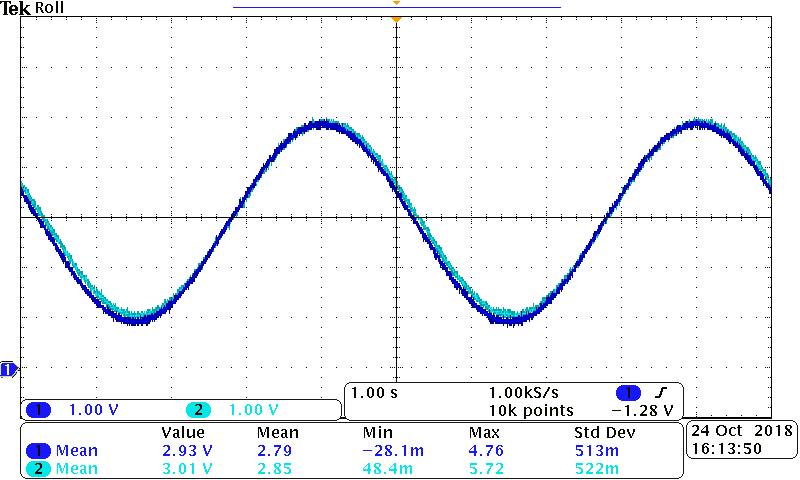 Tek Roll
1
1 1.00 V 2 1.00 V
1.00 s 1.00kS/s 1
10k points −1.28 V
Value Mean Min Max Std Dev
1 Mean 2.93 V 2.79 −28.1m 4.76 513m
2 Mean 3.01 V 2.85 48.4m 5.72 522m
24 Oct 2018
16:13:50